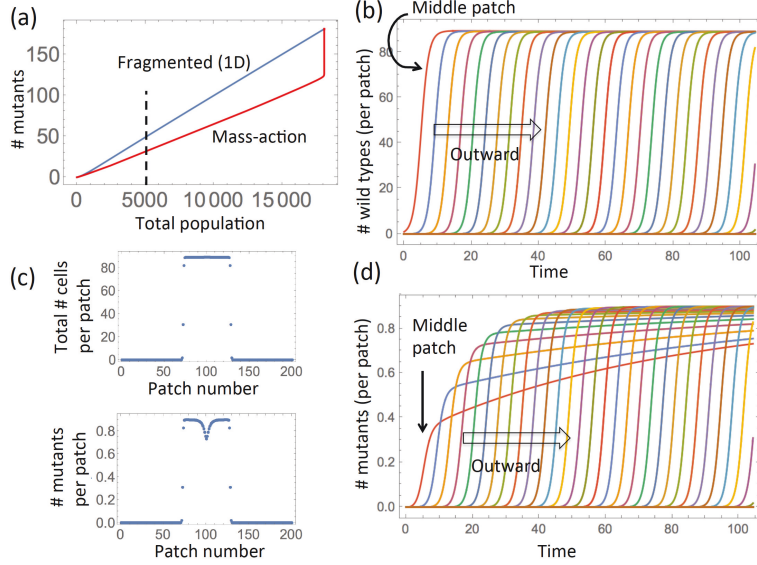 (a)
# mutants
150
100
50
0
Fragmented (1D)
Mass-action
0
5000
10 000
15 000
Total population
(b)
Middle patch
# wild types (per patch)
80
60
40
20
0
Outward
0
20
40
60
80
100
Time
(c)
Total # cells
per patch
80
60
40
20
0
0
50
100
150
200
Patch number
# mutants
per patch
0.8
0.6
0.4
0.2
0.0
0
50
100
150
200
Patch number
(d)
# mutants (per patch)
0.8
0.6
0.4
0.2
0.0
Middle
patch
Outward
0
20
40
60
80
100
Time